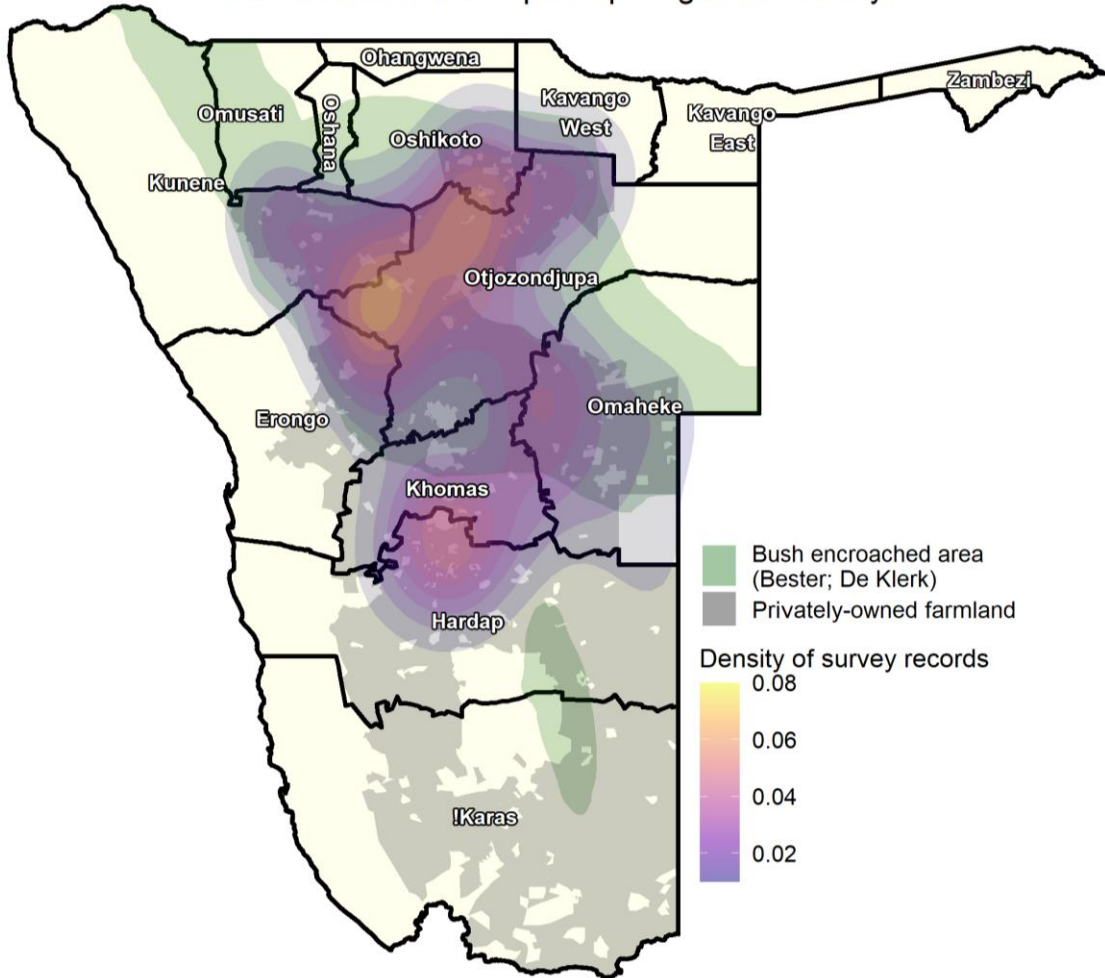 Ohangwena
Zambezi
Omusati
Oshana
Oshikoto
Kavango
West
Kavango
East
Kunene
Otjozondjupa
Erongo
Omaheke
Khomas
Hardap
!Karas
Bush encroached area
(Bester; De Klerk)
Privately-owned farmland
Density of survey records
0.08
0.06
0.04
0.02